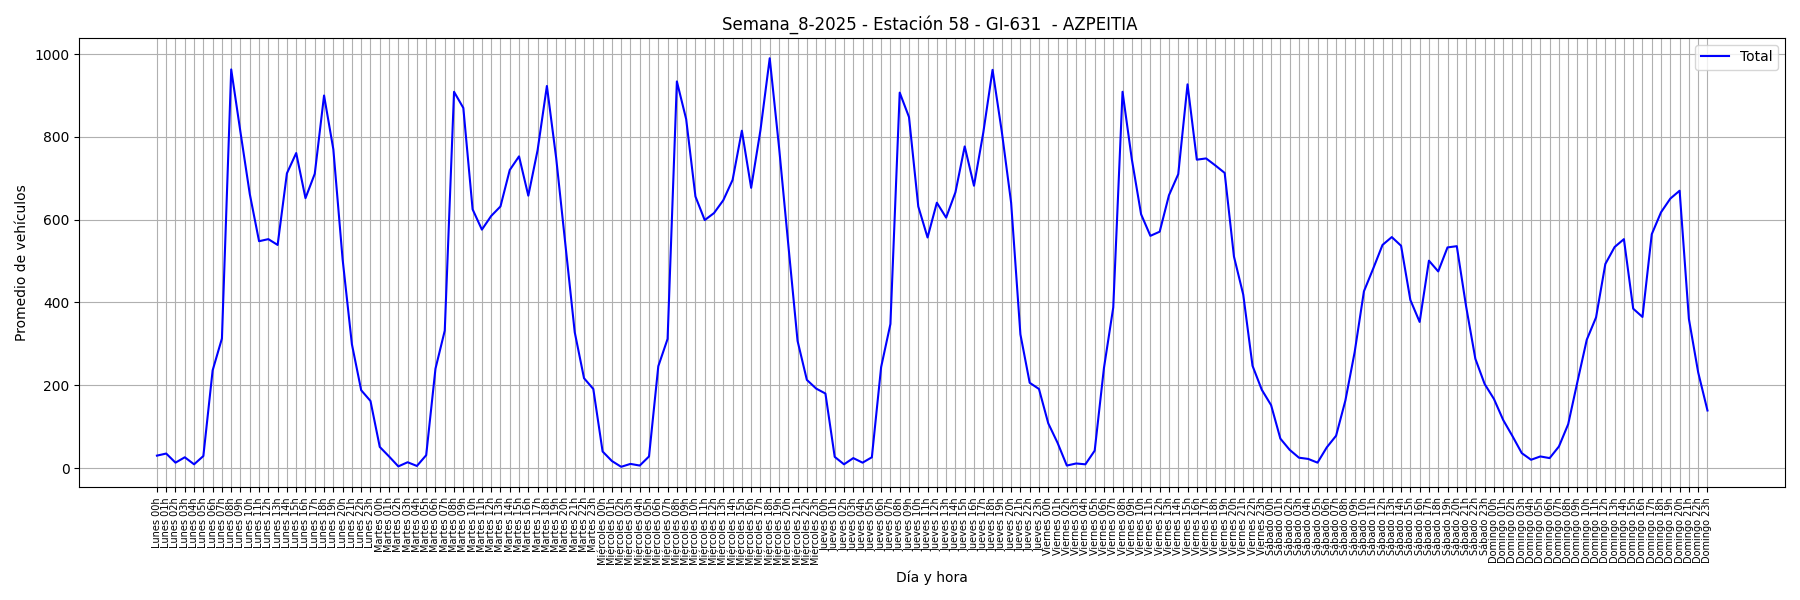 Semana_8-2025 - Estación 58 - GI-631  - AZPEITIA
Total
Promedio de vehículos
1000
800
600
400
200
0
Lunes 00h
Lunes 01h
Lunes 02h
Lunes 03h
Lunes 04h
Lunes 05h
Lunes 06h
Lunes 07h
Lunes 08h
Lunes 09h
Lunes 10h
Lunes 11h
Lunes 12h
Lunes 13h
Lunes 14h
Lunes 15h
Lunes 16h
Lunes 17h
Lunes 18h
Lunes 19h
Lunes 20h
Lunes 21h
Lunes 22h
Lunes 23h
Martes 00h
Martes 01h
Martes 02h
Martes 03h
Martes 04h
Martes 05h
Martes 06h
Martes 07h
Martes 08h
Martes 09h
Martes 10h
Martes 11h
Martes 12h
Martes 13h
Martes 14h
Martes 15h
Martes 16h
Martes 17h
Martes 18h
Martes 19h
Martes 20h
Martes 21h
Martes 22h
Martes 23h
Miércoles 00h
Miércoles 01h
Miércoles 02h
Miércoles 03h
Miércoles 04h
Miércoles 05h
Miércoles 06h
Miércoles 07h
Miércoles 08h
Miércoles 09h
Miércoles 10h
Miércoles 11h
Miércoles 12h
Miércoles 13h
Miércoles 14h
Miércoles 15h
Miércoles 16h
Miércoles 17h
Miércoles 18h
Miércoles 19h
Miércoles 20h
Miércoles 21h
Miércoles 22h
Miércoles 23h
Jueves 00h
Jueves 01h
Jueves 02h
Jueves 03h
Jueves 04h
Jueves 05h
Jueves 06h
Jueves 07h
Jueves 08h
Jueves 09h
Jueves 10h
Jueves 11h
Jueves 12h
Jueves 13h
Jueves 14h
Jueves 15h
Jueves 16h
Jueves 17h
Jueves 18h
Jueves 19h
Jueves 20h
Jueves 21h
Jueves 22h
Jueves 23h
Viernes 00h
Viernes 01h
Viernes 02h
Viernes 03h
Viernes 04h
Viernes 05h
Viernes 06h
Viernes 07h
Viernes 08h
Viernes 09h
Viernes 10h
Viernes 11h
Viernes 12h
Viernes 13h
Viernes 14h
Viernes 15h
Viernes 16h
Viernes 17h
Viernes 18h
Viernes 19h
Viernes 20h
Viernes 21h
Viernes 22h
Viernes 23h
Sábado 00h
Sábado 01h
Sábado 02h
Sábado 03h
Sábado 04h
Sábado 05h
Sábado 06h
Sábado 07h
Sábado 08h
Sábado 09h
Sábado 10h
Sábado 11h
Sábado 12h
Sábado 13h
Sábado 14h
Sábado 15h
Sábado 16h
Sábado 17h
Sábado 18h
Sábado 19h
Sábado 20h
Sábado 21h
Sábado 22h
Sábado 23h
Domingo 00h
Domingo 01h
Domingo 02h
Domingo 03h
Domingo 04h
Domingo 05h
Domingo 06h
Domingo 07h
Domingo 08h
Domingo 09h
Domingo 10h
Domingo 11h
Domingo 12h
Domingo 13h
Domingo 14h
Domingo 15h
Domingo 16h
Domingo 17h
Domingo 18h
Domingo 19h
Domingo 20h
Domingo 21h
Domingo 22h
Domingo 23h
Día y hora